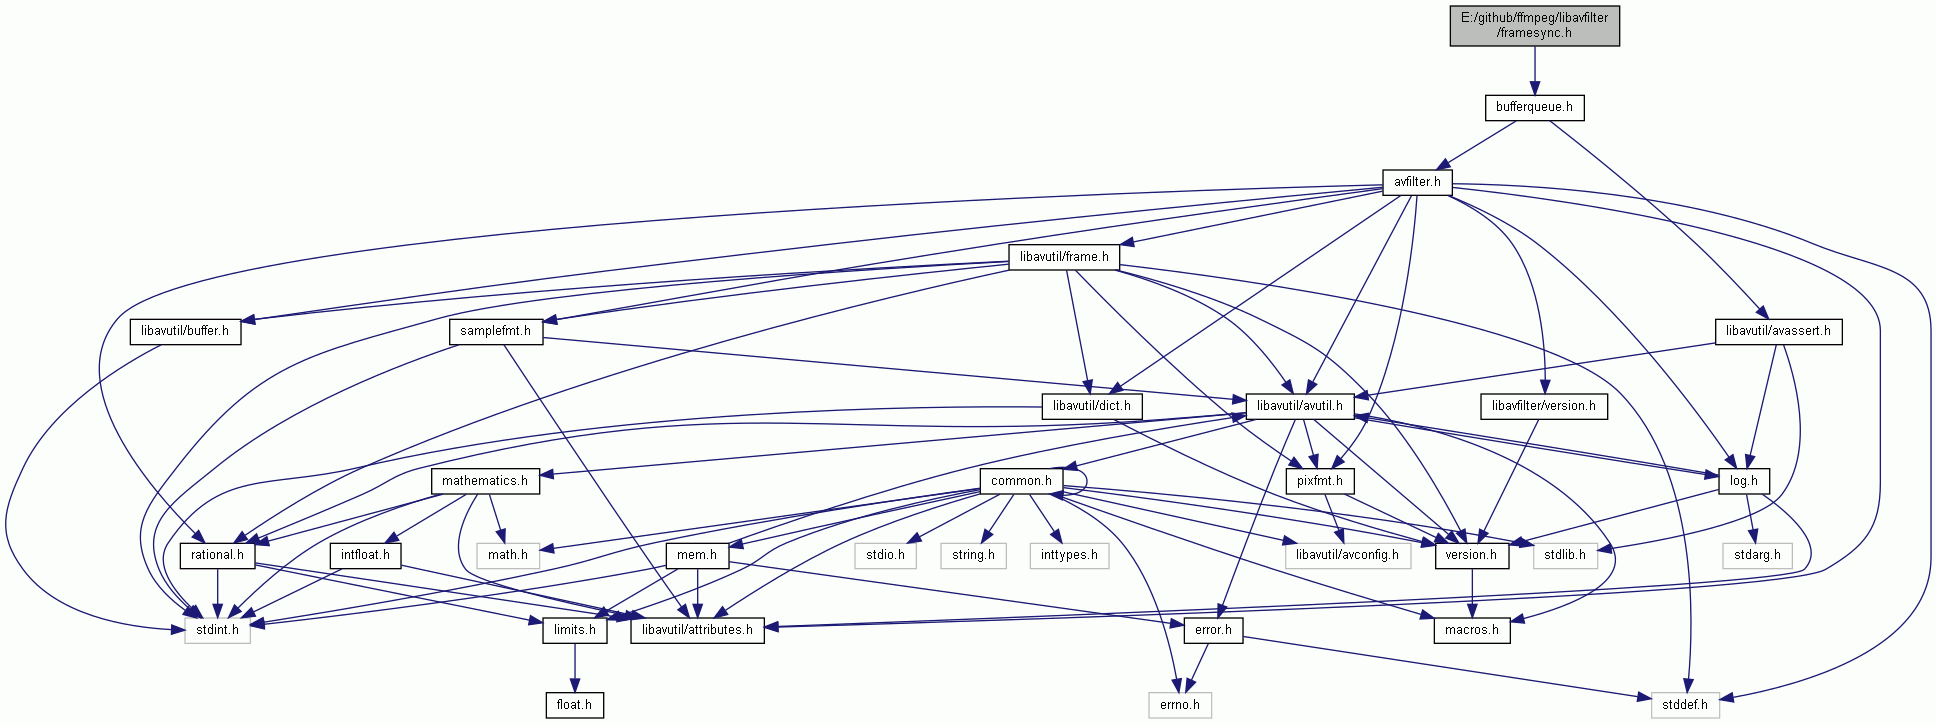 E:/github/ffmpeg/libavfilter
/framesync.h
bufferqueue.h
avfilter.h
libavutil/frame.h
libavutil/buffer.h
samplefmt.h
libavutil/avassert.h
libavutil/dict.h
libavutil/avutil.h
libavfilter/version.h
mathematics.h
common.h
pixfmt.h
log.h
rational.h
intfloat.h
math.h
mem.h
stdio.h
string.h
inttypes.h
libavutil/avconfig.h
version.h
stdlib.h
stdarg.h
stdint.h
limits.h
libavutil/attributes.h
error.h
macros.h
float.h
errno.h
stddef.h